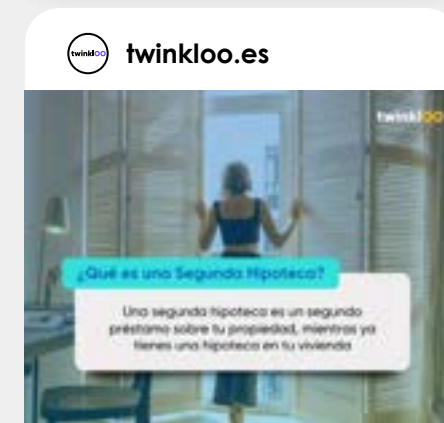 twinkloo
twinkloo.es
twinkloo
¿Qué es una Segunda Hipoteca?
Una segunda hipoteca es un segundo
préstamo sobre tu propiedad, mientras ya
tienes una hipoteca en tu vivienda